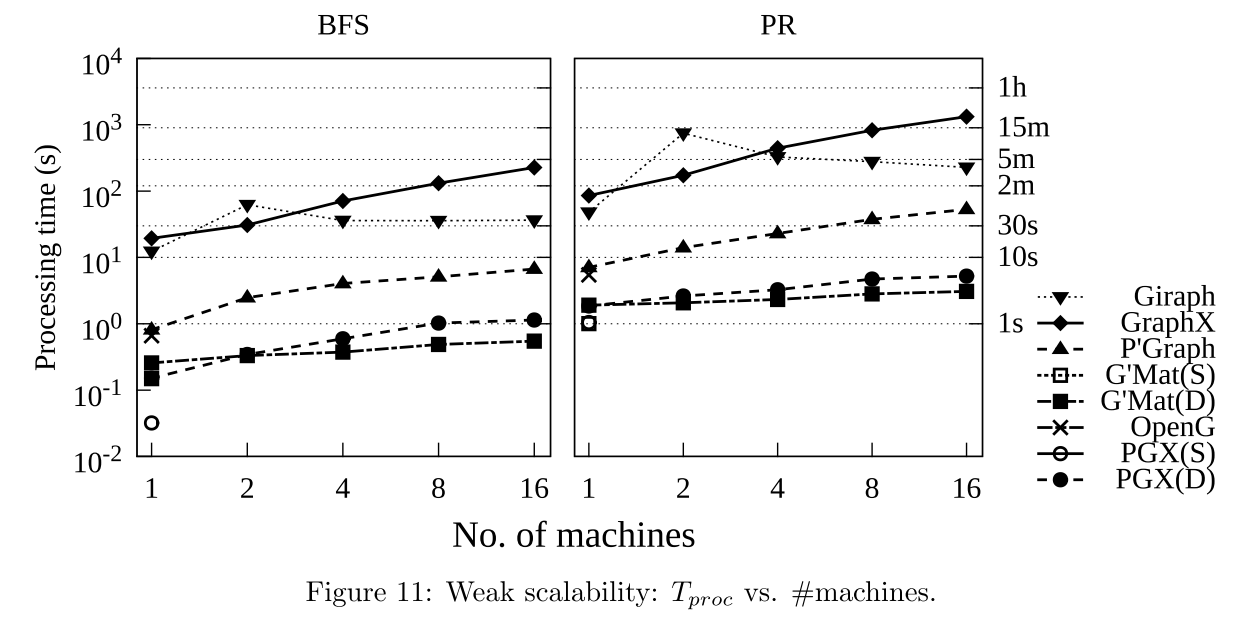 BFS
PR
10^4
10^3
10^2
10^1
10^0
10^-1
10^-2
Processing time (s)
1h
15m
5m
2m
30s
10s
1s
Giraph
GraphX
P'Graph
G'Mat(S)
G'Mat(D)
OpenG
PGX(S)
PGX(D)
1 2 4 8 16
1 2 4 8 16
No. of machines
Figure 11: Weak scalability: T_proc vs. #machines.